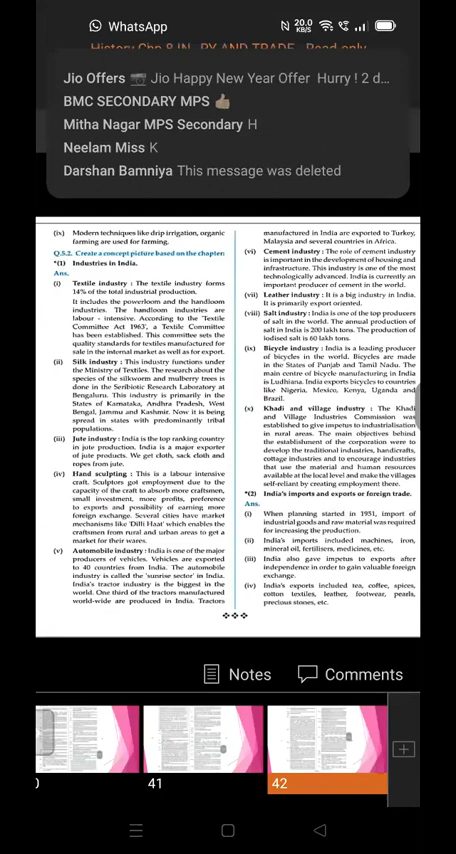 WhatsApp
20.0
KB/S
History Chp 8 IN
RY AND TRADE - Read only
Jio Offers 📷 Jio Happy New Year Offer Hurry ! 2 d...
BMC SECONDARY MPS 👍🏽
Mitha Nagar MPS Secondary H
Neelam Miss K
Darshan Bamniya This message was deleted
(ix) Modern techniques like drip irrigation, organic
farming are used for farming.
Q.5.2. Create a concept picture based on the chapter:
*(1) Industries in India.
Ans.
(i) Textile industry : The textile industry forms
14% of the total industrial production.
It includes the powerloom and the handloom
industries. The handloom industries are
labour - intensive. According to the 'Textile
Committee Act 1963', a Textile Committee
has been established. This committee sets the
quality standards for textiles manufactured for
sale in the internal market as well as for export.
(ii) Silk industry : This industry functions under
the Ministry of Textiles. The research about the
species of the silkworm and mulberry trees is
done in the Seribiotic Research Laboratory at
Bengaluru. This industry is primarily in the
States of Karnataka, Andhra Pradesh, West
Bengal, Jammu and Kashmir. Now it is being
spread in states with predominantly tribal
populations.
(iii) Jute industry : India is the top ranking country
in jute production. India is a major exporter
of jute products. We get cloth, sack cloth and
ropes from jute.
(iv) Hand sculpting : This is a labour intensive
craft. Sculptors got employment due to the
capacity of the craft to absorb more craftsmen,
small investment, more profits, preference
to exports and possibility of earning more
foreign exchange. Several cities have market
mechanisms like 'Dilli Haat' which enables the
craftsmen from rural and urban areas to get a
market for their wares.
(v) Automobile industry : India is one of the major
producers of vehicles. Vehicles are exported
to 40 countries from India. The automobile
industry is called the 'sunrise sector' in India.
India's tractor industry is the biggest in the
world. One third of the tractors manufactured
world-wide are produced in India. Tractors
manufactured in India are exported to Turkey,
Malaysia and several countries in Africa.
(vi) Cement industry : The role of cement industry
is important in the development of housing and
infrastructure. This industry is one of the most
technologically advanced. India is currently an
important producer of cement in the world.
(vii) Leather industry : It is a big industry in India.
It is primarily export oriented.
(viii) Salt industry : India is one of the top producers
of salt in the world. The annual production of
salt in India is 200 lakh tons. The production of
iodised salt is 60 lakh tons.
(ix) Bicycle industry : India is a leading producer
of bicycles in the world. Bicycles are made
in the States of Punjab and Tamil Nadu. The
main centre of bicycle manufacturing in India
is Ludhiana. India exports bicycles to countries
like Nigeria, Mexico, Kenya, Uganda and
Brazil.
(x) Khadi and village industry : The Khadi
and Village Industries Commission was
established to give impetus to industrialisation
in rural areas. The main objectives behind
the establishment of the corporation were to
develop the traditional industries, handicrafts,
cottage industries and to encourage industries
that use the material and human resources
available at the local level and make the villages
self-reliant by creating employment there.
*(2) India's imports and exports or foreign trade.
Ans.
(i) When planning started in 1951, import of
industrial goods and raw material was required
for increasing the production.
(ii) India's imports included machines, iron,
mineral oil, fertilisers, medicines, etc.
(iii) India also gave impetus to exports after
independence in order to gain valuable foreign
exchange.
(iv) India's exports included tea, coffee, spices,
cotton textiles, leather, footwear, pearls,
precious stones, etc.
Notes
Comments
41
42